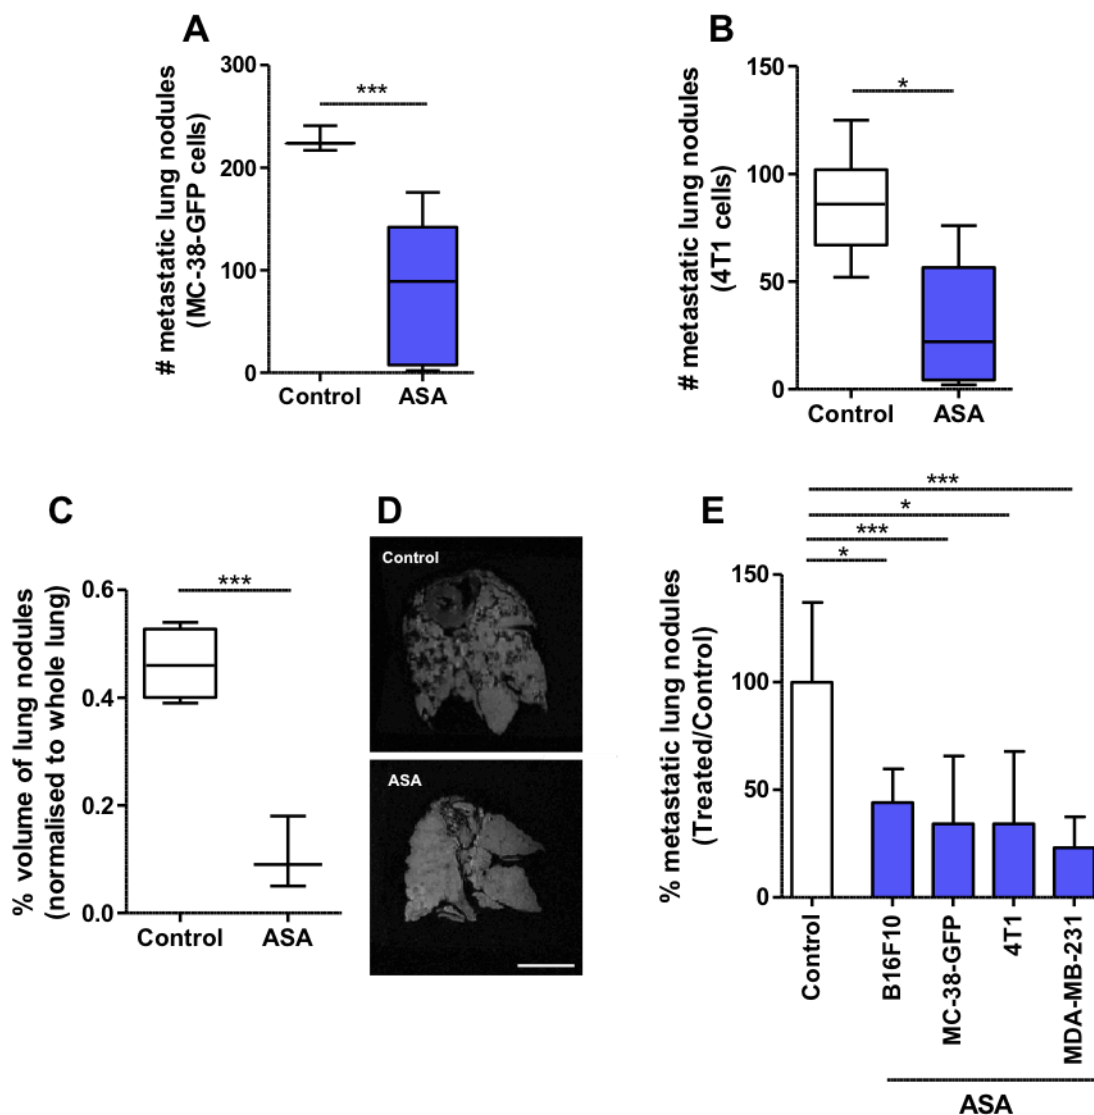 A
# metastatic lung nodules
(MC-38-GFP cells)
300
200
100
0
***
Control
ASA
B
# metastatic lung nodules
(4T1 cells)
150
100
50
0
*
Control
ASA
C
% volume of lung nodules
(normalised to whole lung)
0.6
0.4
0.2
0.0
***
Control
ASA
D
Control
ASA
E
% metastatic lung nodules
(Treated/Control)
150
100
50
0
***
*
***
*
Control
B16F10
MC-38-GFP
4T1
MDA-MB-231
ASA